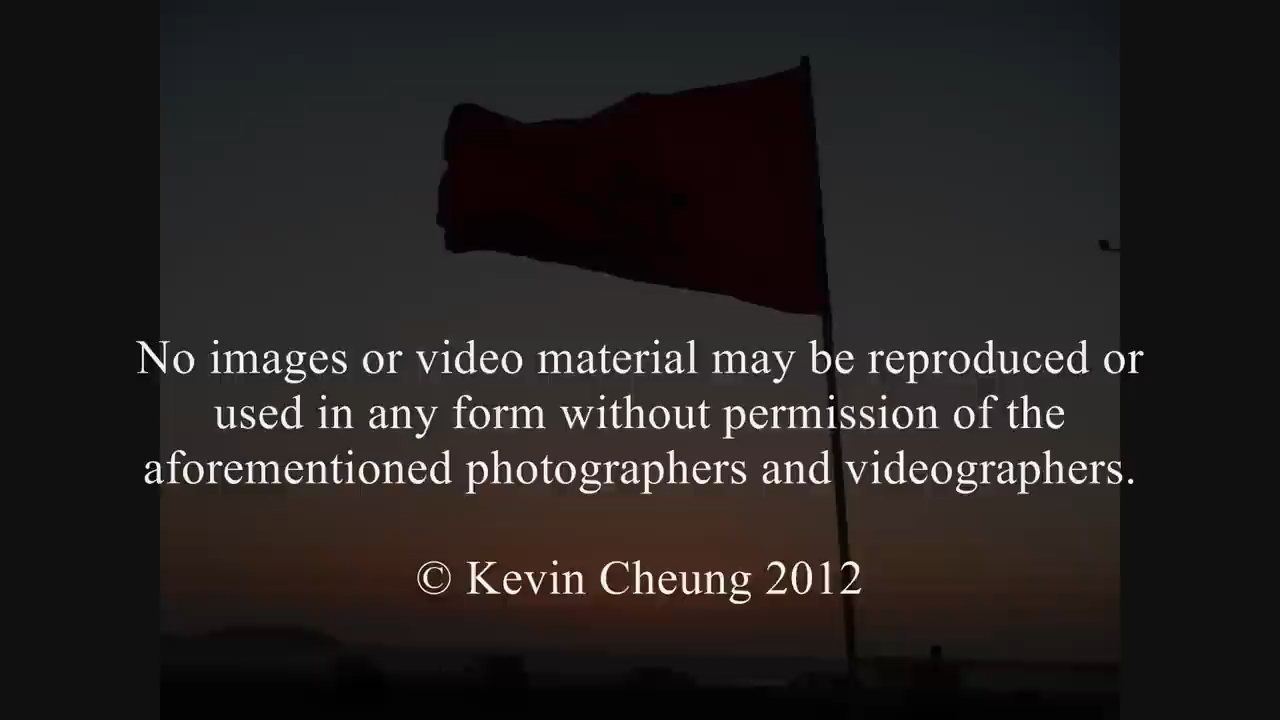 No images or video material may be reproduced or
used in any form without permission of the
aforementioned photographers and videographers.
© Kevin Cheung 2012